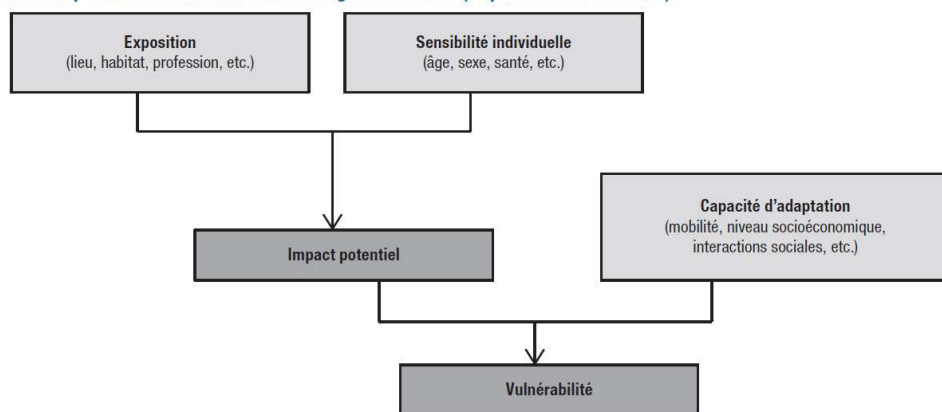 Exposition
(lieu, habitat, profession, etc.)
Sensibilité individuelle
(âge, sexe, santé, etc.)
Capacité d'adaptation
(mobilité, niveau socioéconomique,
interactions sociales, etc.)
Impact potentiel
Vulnérabilité